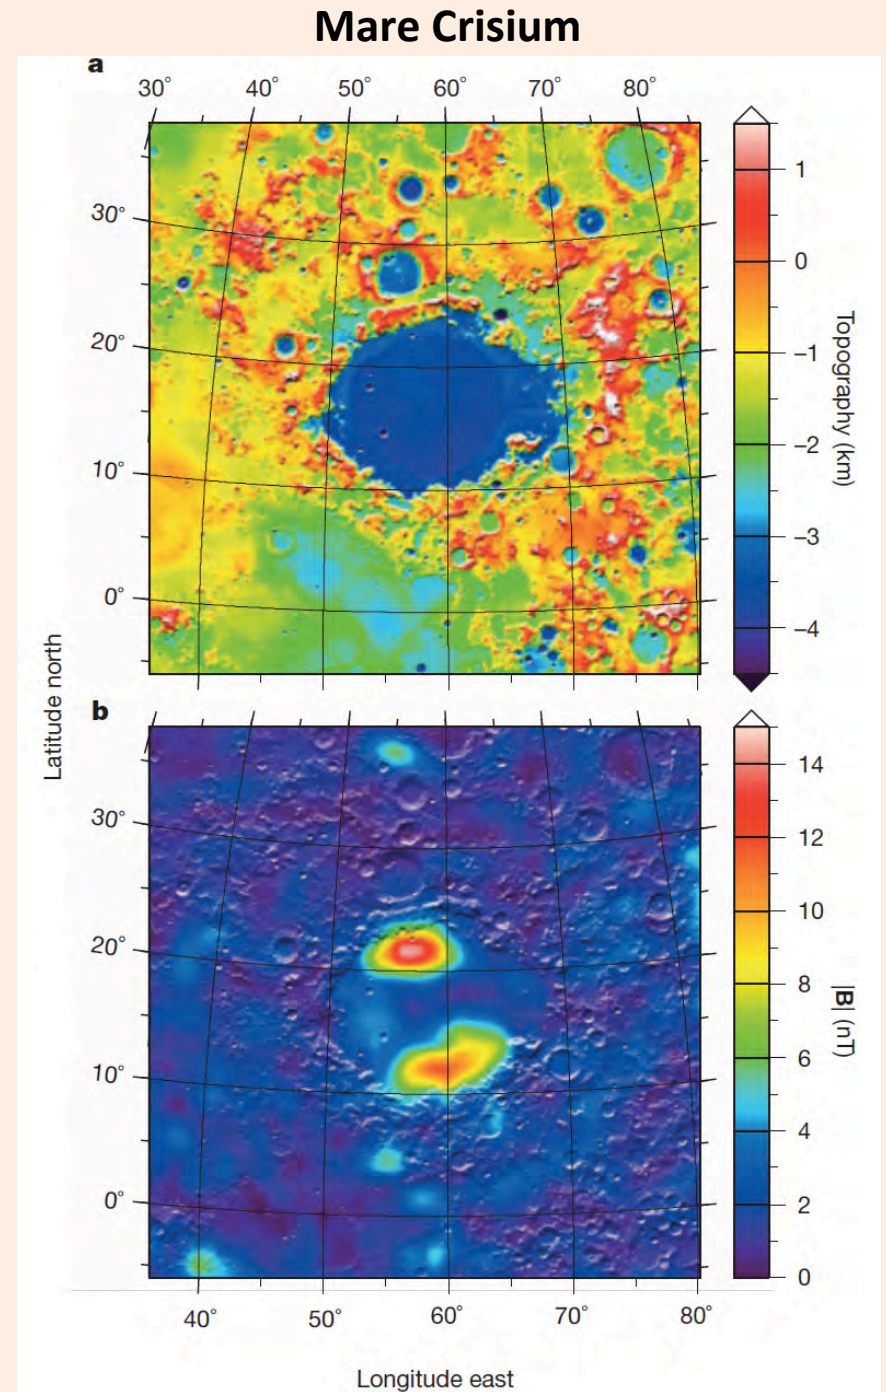 Mare Crisium
a
30° 40° 50° 60° 70° 80°
30°
20°
10°
0°
1
0
−1
−2
−3
−4
Topography (km)
Latitude north
b
30°
20°
10°
0°
14
12
10
8
6
4
2
0
|B| (nT)
40° 50° 60° 70° 80°
Longitude east